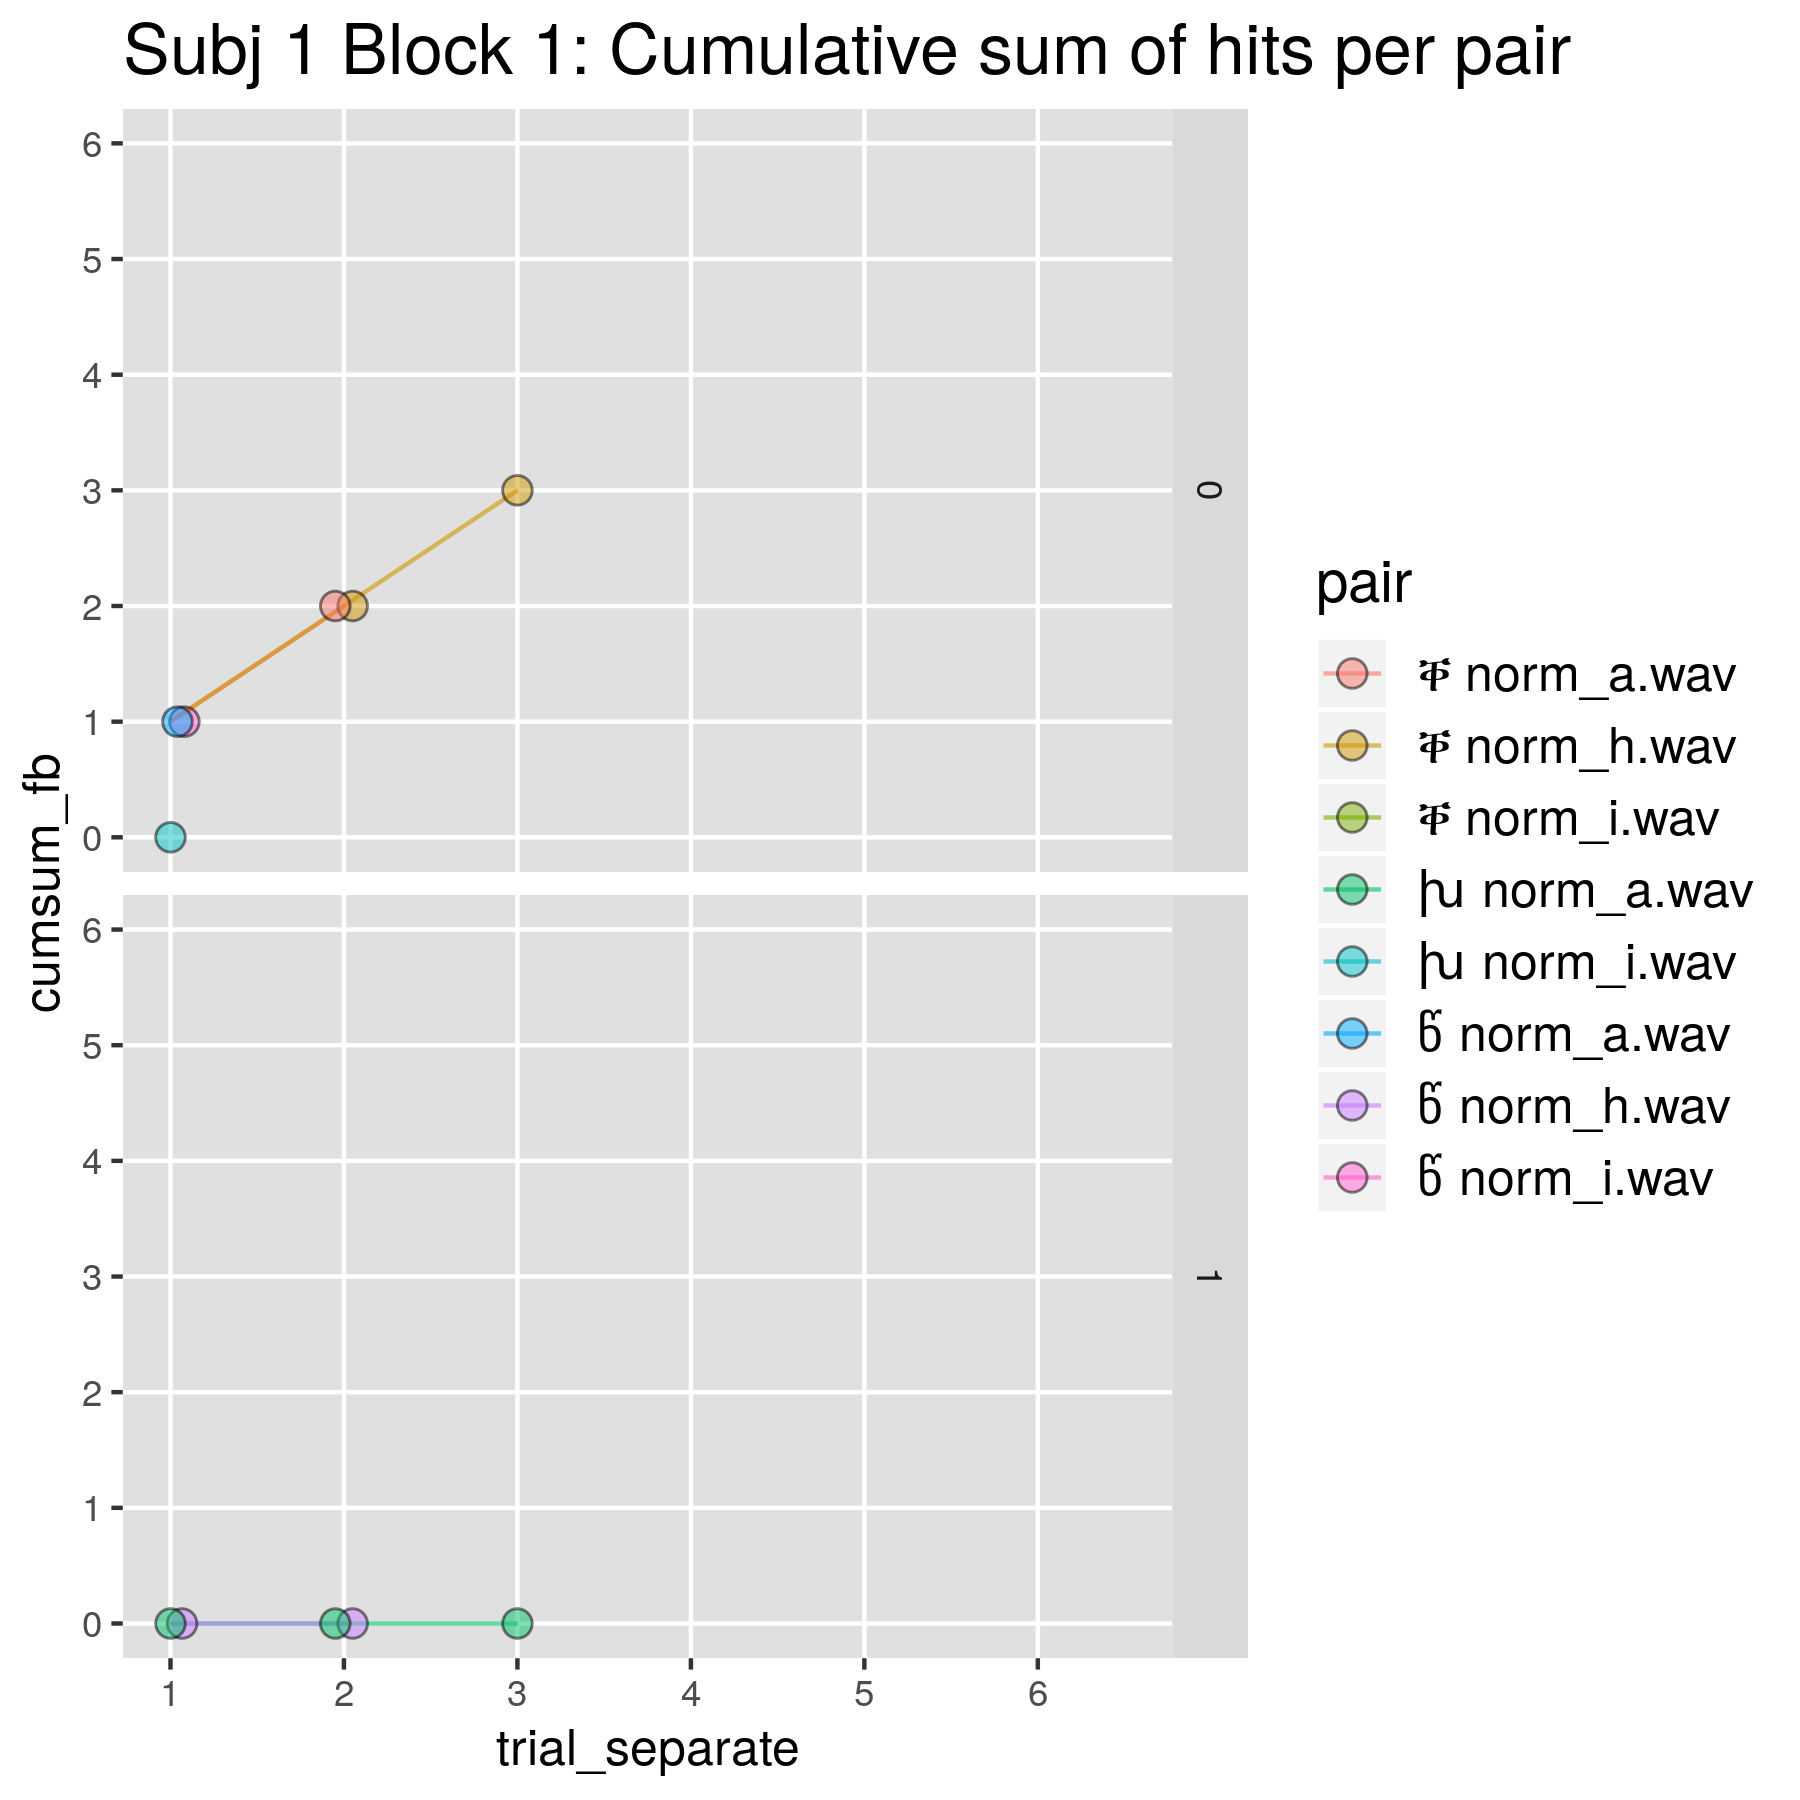 Subj 1 Block 1: Cumulative sum of hits per pair
cumsum_fb
6
5
4
3
2
1
0
0
6
5
4
3
2
1
0
1
1 2 3 4 5 6
trial_separate
pair
ቐ norm_a.wav
ቐ norm_h.wav
ቐ norm_i.wav
խ norm_a.wav
խ norm_i.wav
წ norm_a.wav
წ norm_h.wav
წ norm_i.wav